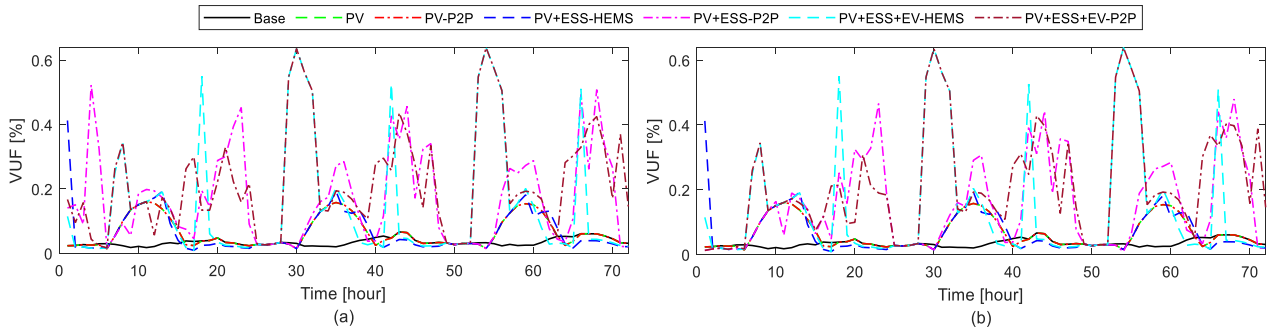 Base PV PV-P2P PV+ESS-HEMS PV+ESS-P2P PV+ESS+EV-HEMS PV+ESS+EV-P2P
VUF [%]
0.6
0.4
0.2
0
0 10 20 30 40 50 60 70
Time [hour]
(a)
VUF [%]
0.6
0.4
0.2
0
0 10 20 30 40 50 60 70
Time [hour]
(b)